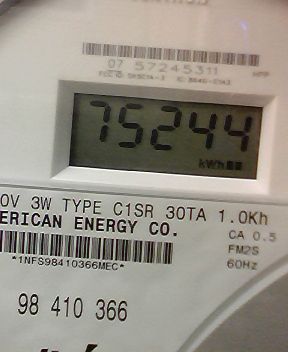 07 57245311
HPP
75244
kWh
0V 3W TYPE C1SR 30TA 1.0Kh
ERICAN ENERGY CO.
CA 0.5
FM2S
60Hz
*1NFS98410366MEC*
98 410 366